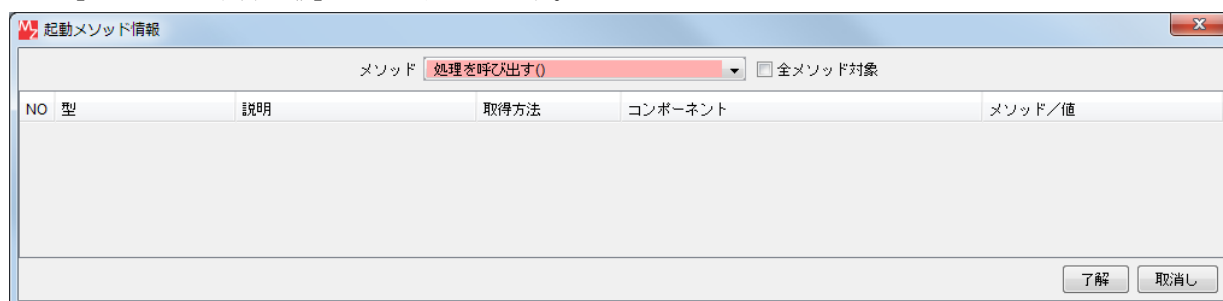 起動メソッド情報
メソッド 処理を呼び出す() 全メソッド対象
NO 型 説明 取得方法 コンポーネント メソッド／値
了解 取消し